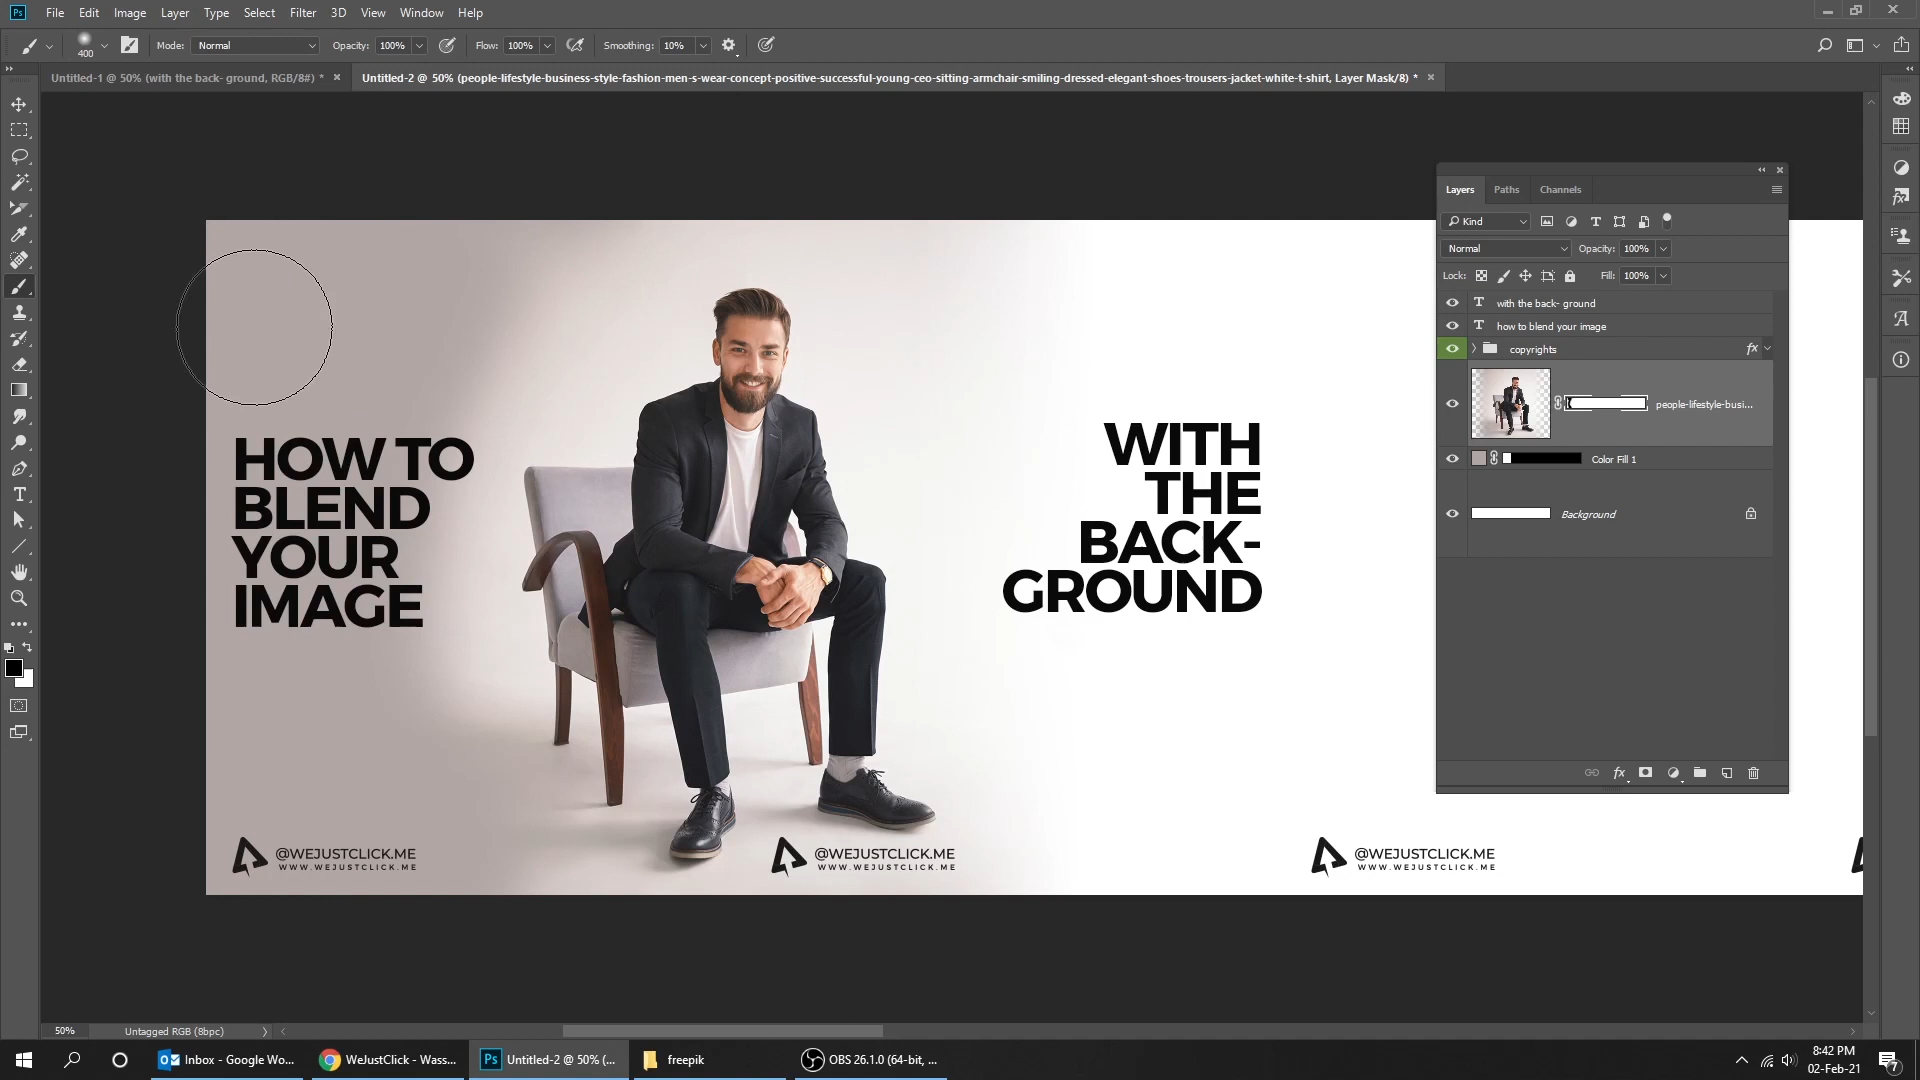 Ps File Edit Image Layer Type Select Filter 3D View Window Help
400 Mode: Normal Opacity: 100% Flow: 100% Smoothing: 10%
Untitled-1 @ 50% (with the back- ground, RGB/8#) *
Untitled-2 @ 50% (people-lifestyle-business-style-fashion-men-s-wear-concept-positive-successful-young-ceo-sitting-armchair-smiling-dressed-elegant-shoes-trousers-jacket-white-t-shirt, Layer Mask/8) *
HOW TO
BLEND
YOUR
IMAGE
WITH
THE
BACK-
GROUND
@WEJUSTCLICK.ME
WWW.WEJUSTCLICK.ME
@WEJUSTCLICK.ME
WWW.WEJUSTCLICK.ME
@WEJUSTCLICK.ME
WWW.WEJUSTCLICK.ME
Layers Paths Channels
Kind
Normal Opacity: 100%
Lock: Fill: 100%
T with the back- ground
T how to blend your image
copyrights fx
people-lifestyle-busi...
Color Fill 1
Background
fx
50% Untagged RGB (8bpc)
Inbox - Google Wo... WeJustClick - Wass... Ps Untitled-2 @ 50% (... freepik OBS 26.1.0 (64-bit, ...
8:42 PM
02-Feb-21
7